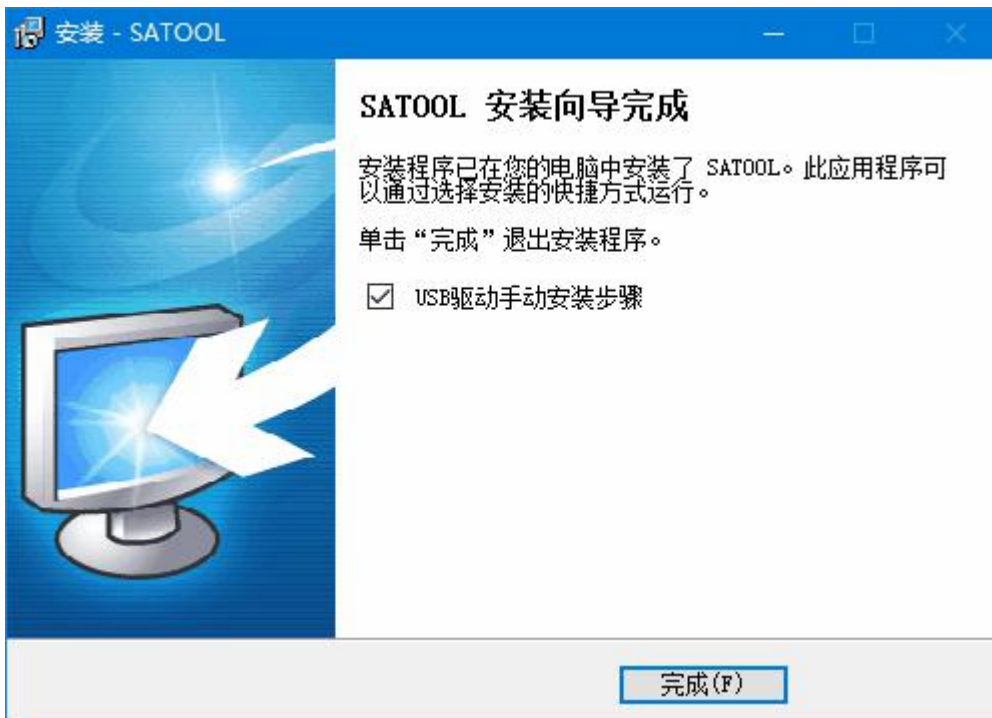 安装 - SATOOL
SATOOL 安装向导完成
安装程序已在您的电脑中安装了 SATOOL。此应用程序可
以通过选择安装的快捷方式运行。
单击“完成”退出安装程序。
USB驱动手动安装步骤
完成(F)